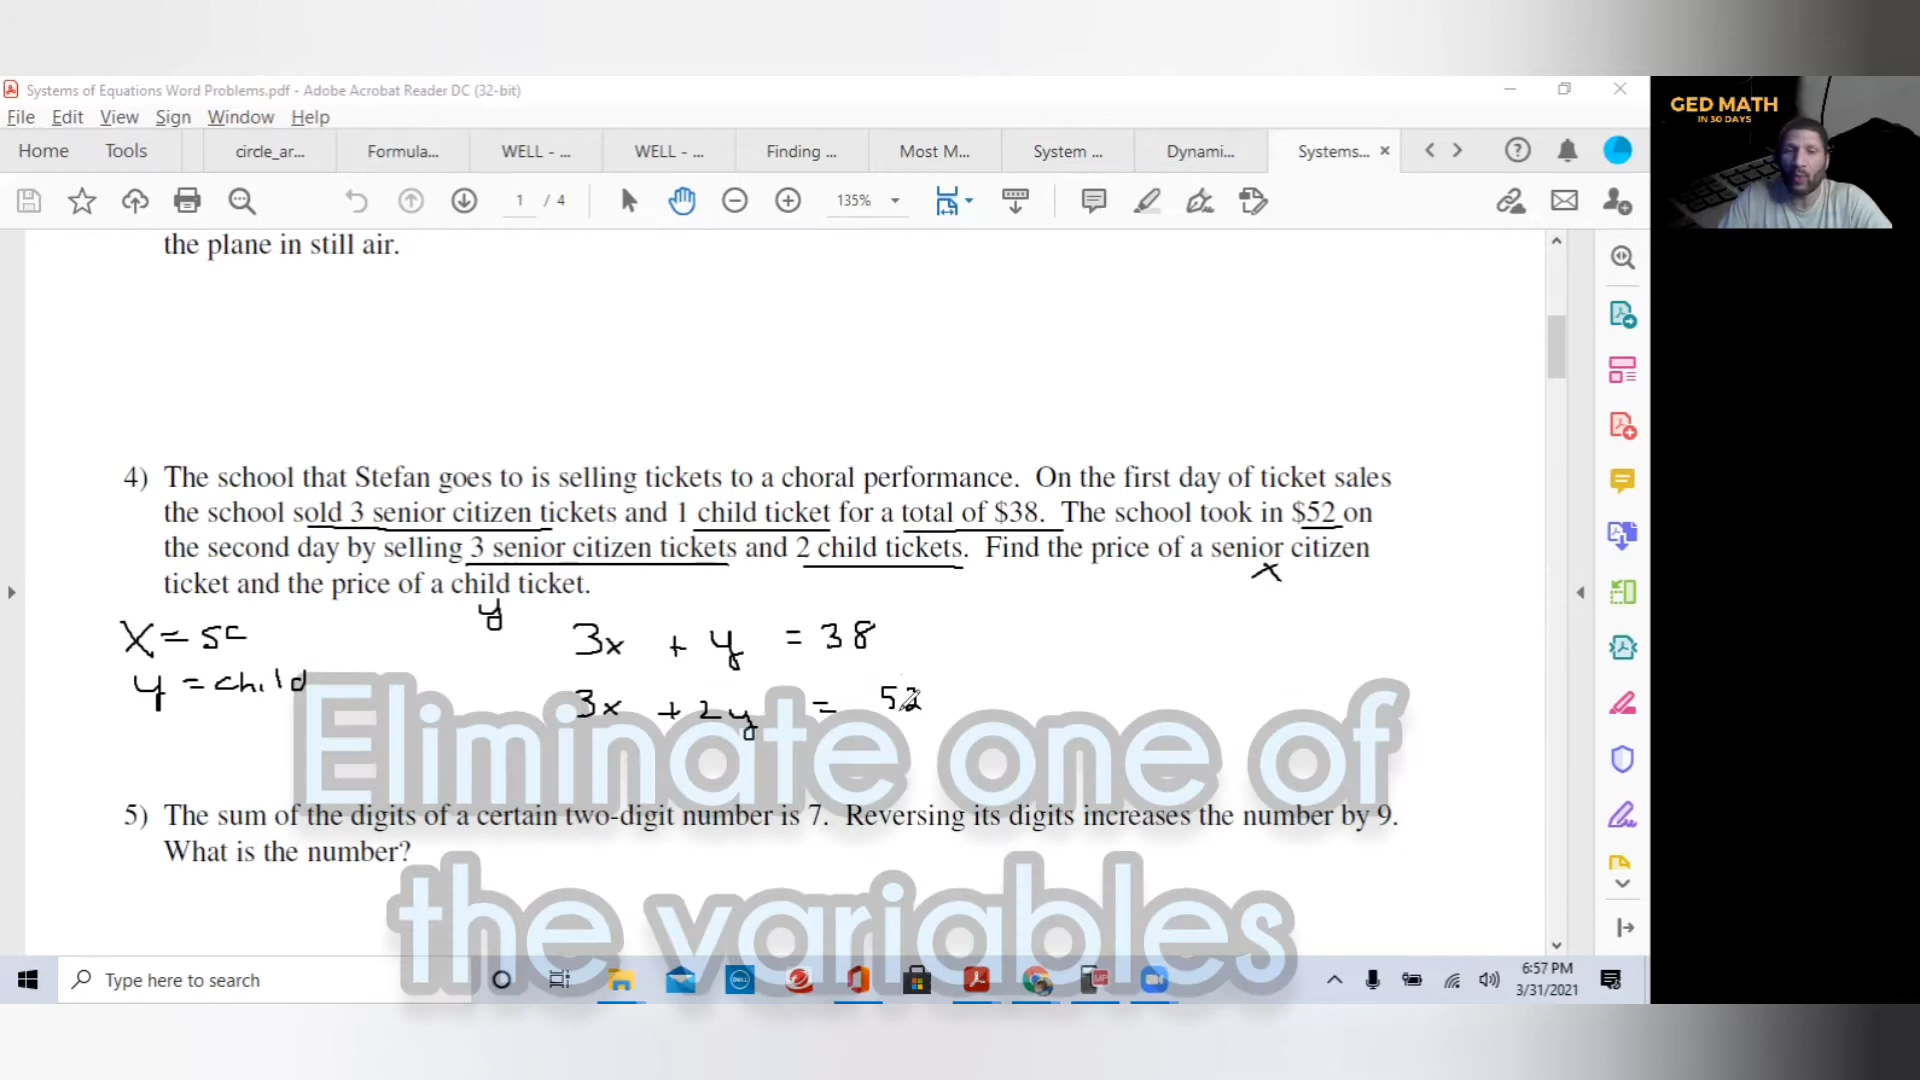 Systems of Equations Word Problems.pdf - Adobe Acrobat Reader DC (32-bit)
File Edit View Sign Window Help
Home Tools circle_ar... Formula... WELL - ... WELL - ... Finding ... Most M... System ... Dynami... Systems... ×
1 / 4 135%
GED MATH
IN 30 DAYS
the plane in still air.
4) The school that Stefan goes to is selling tickets to a choral performance. On the first day of ticket sales
the school sold 3 senior citizen tickets and 1 child ticket for a total of $38. The school took in $52 on
the second day by selling 3 senior citizen tickets and 2 child tickets. Find the price of a senior citizen
ticket and the price of a child ticket.
x
y
x = sc
y = child
3x + y = 38
3x + 2y = 52
Eliminate one of
the variables
5) The sum of the digits of a certain two-digit number is 7. Reversing its digits increases the number by 9.
What is the number?
Type here to search
DELL
6:57 PM
3/31/2021